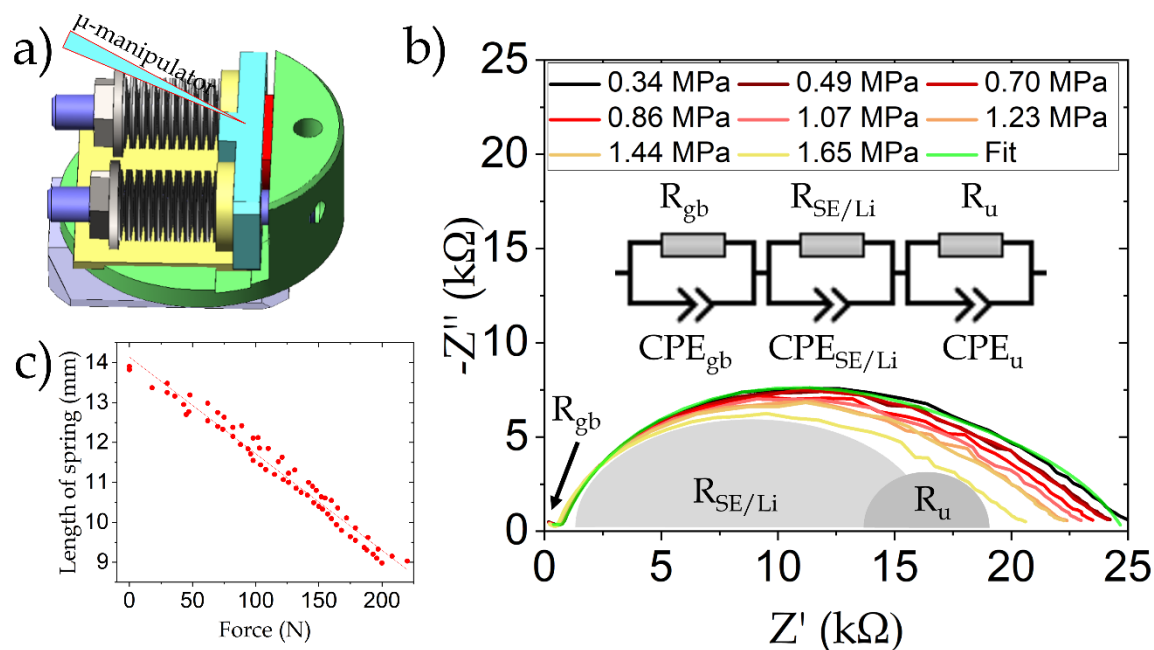 a)
μ-manipulator
b)
25
20
15
10
5
0
-Z'' (kΩ)
0.34 MPa 0.49 MPa 0.70 MPa
0.86 MPa 1.07 MPa 1.23 MPa
1.44 MPa 1.65 MPa Fit
R_gb R_SE/Li R_u
CPE_gb CPE_SE/Li CPE_u
R_gb
R_SE/Li
R_u
0 5 10 15 20 25
Z' (kΩ)
c)
14
13
12
11
10
9
Length of spring (mm)
0 50 100 150 200
Force (N)